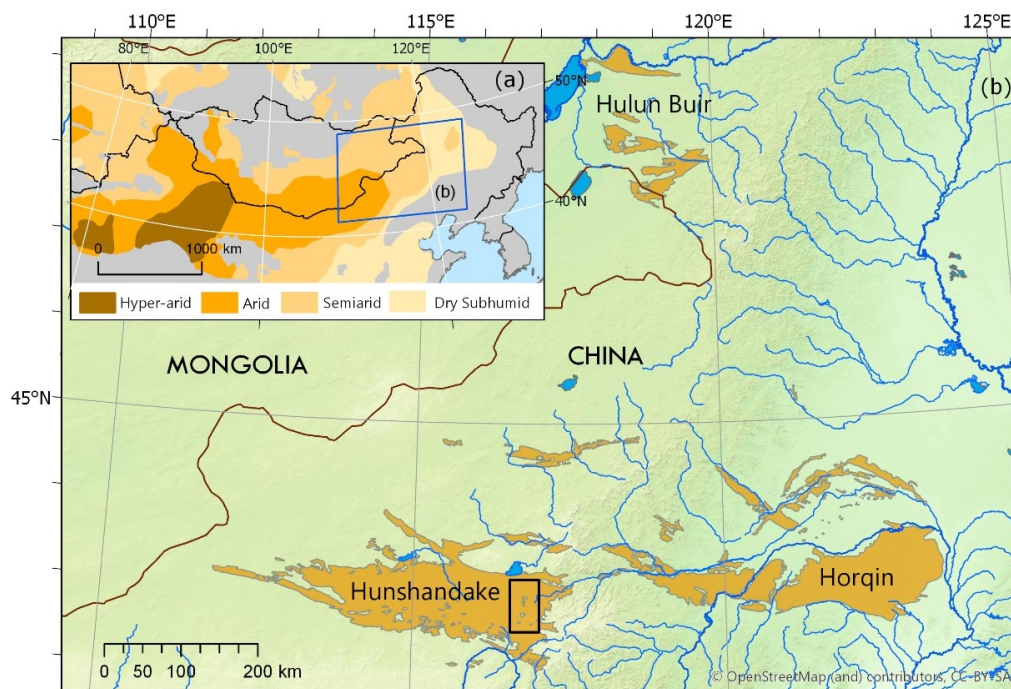 110°E 115°E 120°E 125°E
80°E 100°E 120°E
(a)
50°N
(b)
Hulun Buir
40°N
(b)
0 1000 km
Hyper-arid Arid Semiarid Dry Subhumid
MONGOLIA
CHINA
45°N
Hunshandake
Horqin
0 50 100 200 km
© OpenStreetMap (and) contributors, CC-BY-SA